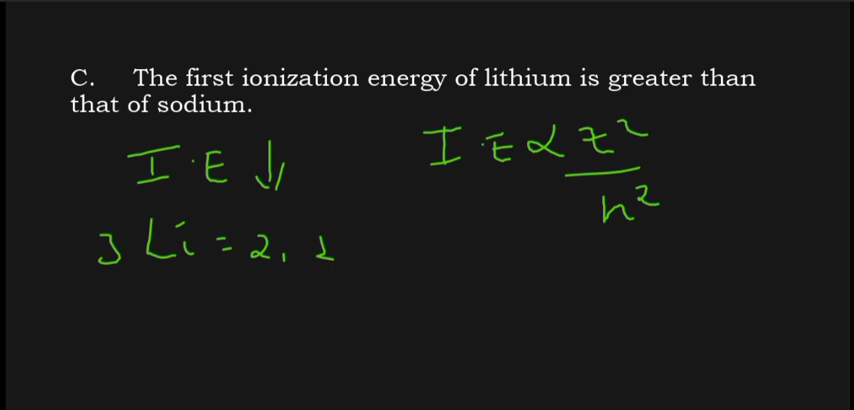 C. The first ionization energy of lithium is greater than
that of sodium.
I.E ↓
I.E ∝ z²
n²
3 Li = 2, 1